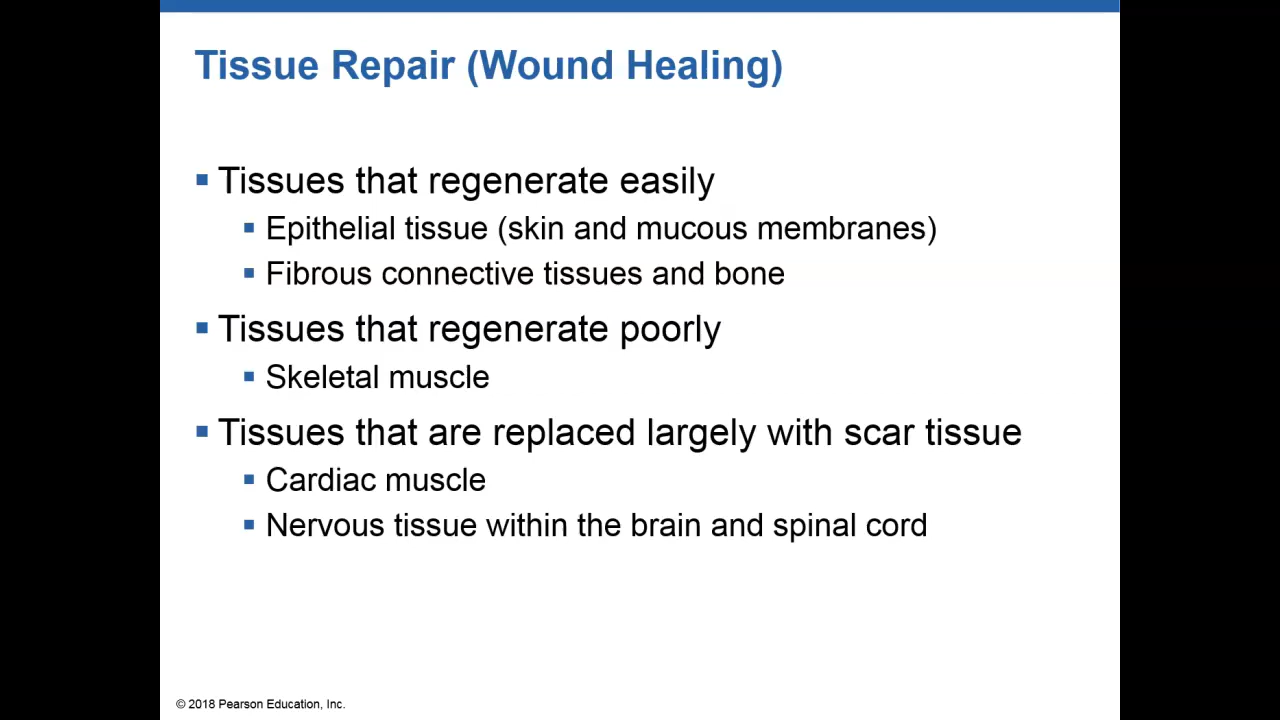 Tissue Repair (Wound Healing)
▪ Tissues that regenerate easily
▪ Epithelial tissue (skin and mucous membranes)
▪ Fibrous connective tissues and bone
▪ Tissues that regenerate poorly
▪ Skeletal muscle
▪ Tissues that are replaced largely with scar tissue
▪ Cardiac muscle
▪ Nervous tissue within the brain and spinal cord
© 2018 Pearson Education, Inc.